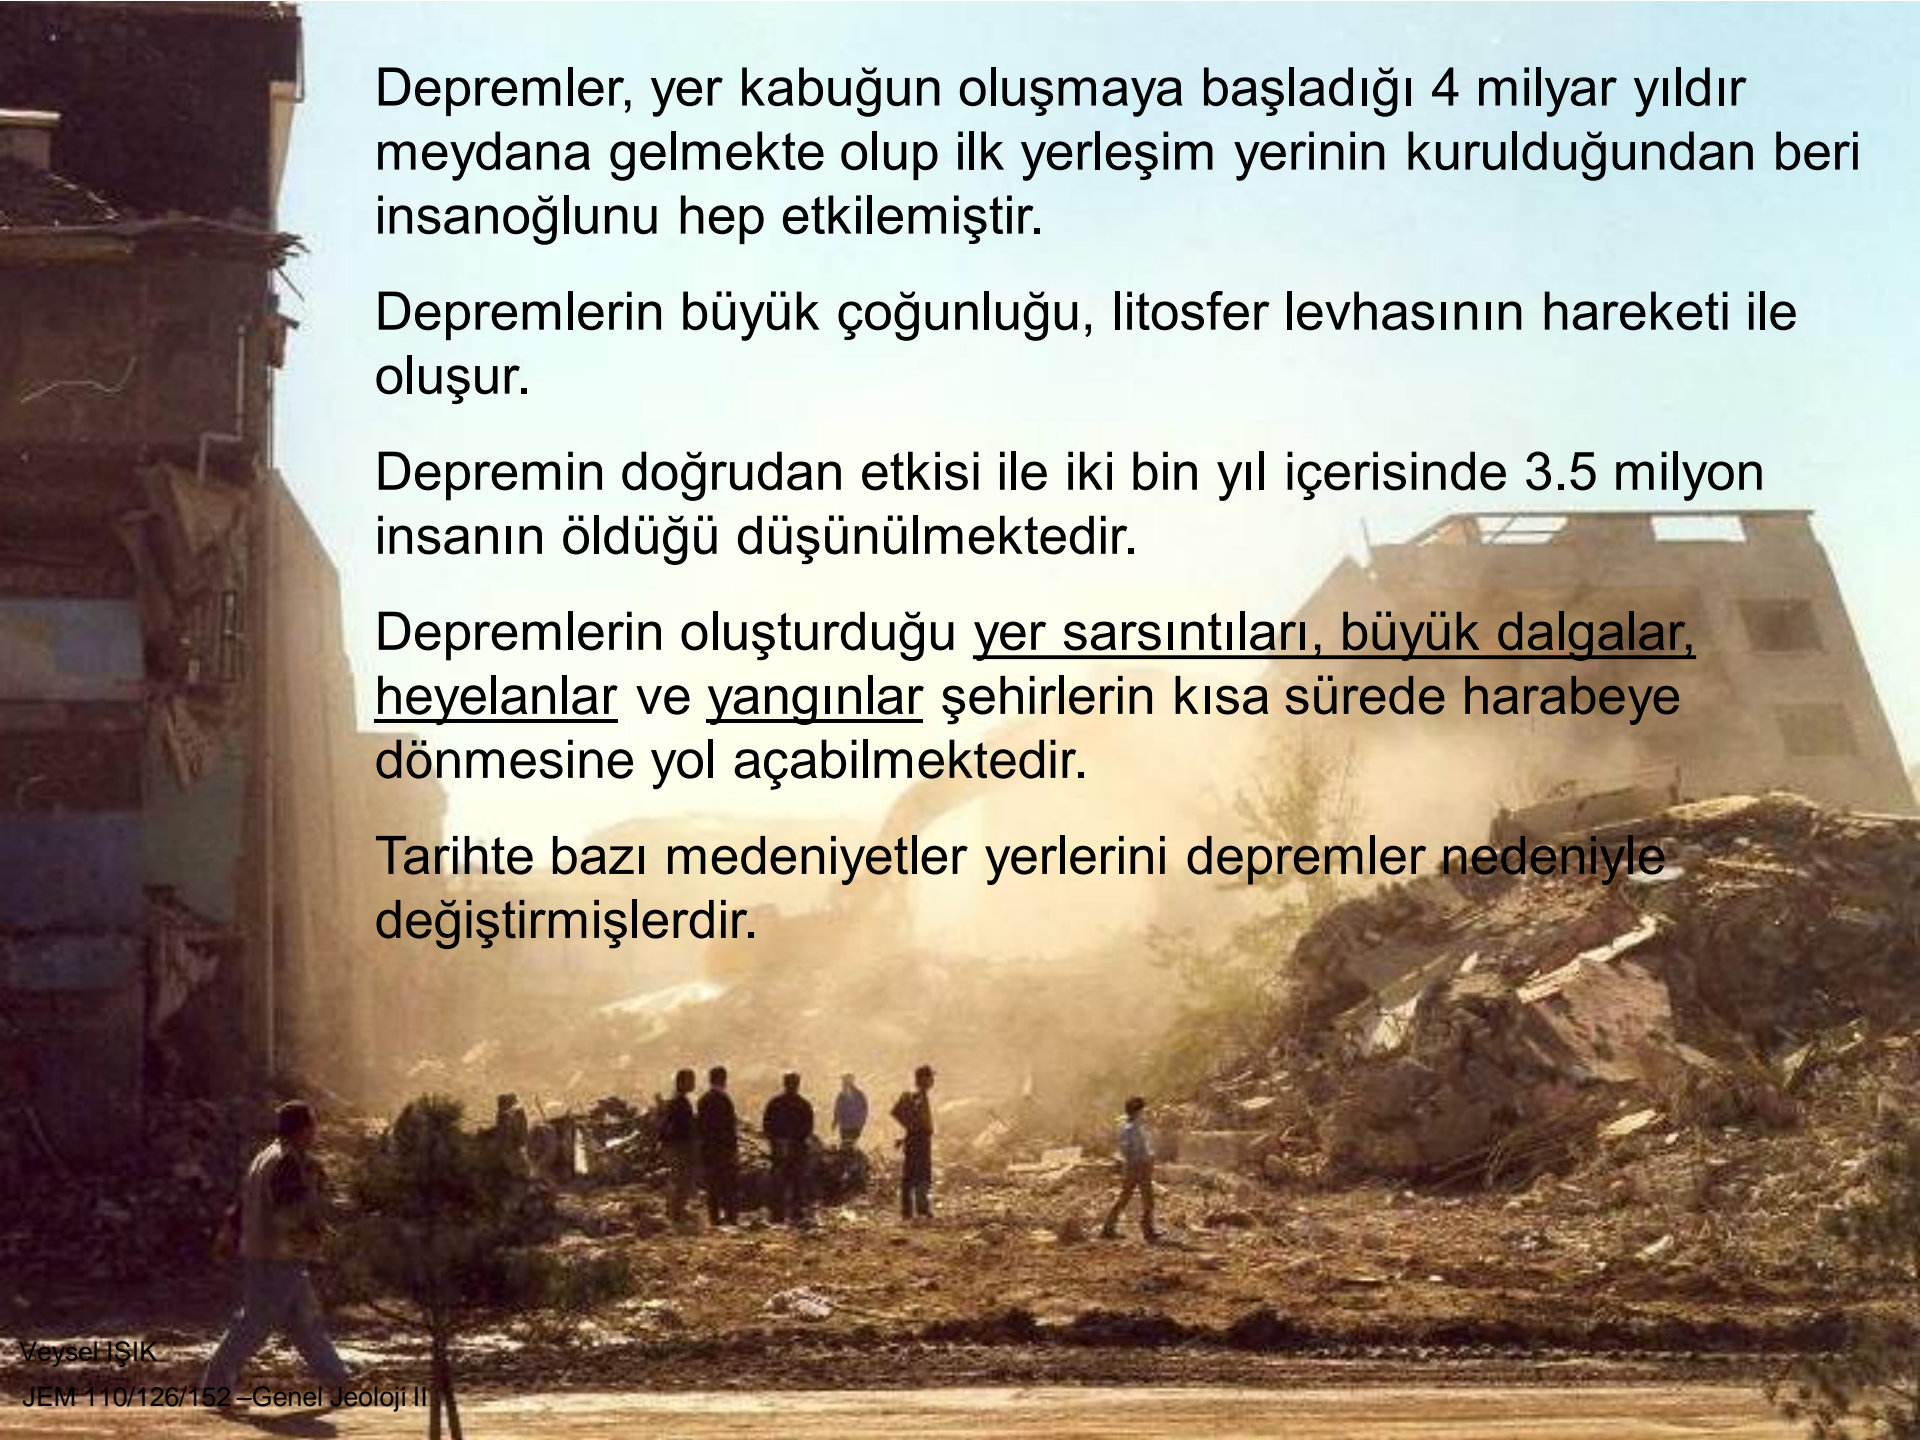 Depremler, yer kabuğun oluşmaya başladığı 4 milyar yıldır
meydana gelmekte olup ilk yerleşim yerinin kurulduğundan beri
insanoğlunu hep etkilemiştir.
Depremlerin büyük çoğunluğu, litosfer levhasının hareketi ile
oluşur.
Depremin doğrudan etkisi ile iki bin yıl içerisinde 3.5 milyon
insanın öldüğü düşünülmektedir.
Depremlerin oluşturduğu yer sarsıntıları, büyük dalgalar,
heyelanlar ve yangınlar şehirlerin kısa sürede harabeye
dönmesine yol açabilmektedir.
Tarihte bazı medeniyetler yerlerini depremler nedeniyle
değiştirmişlerdir.
Veysel IŞIK
JEM 110/126/152 –Genel Jeoloji II